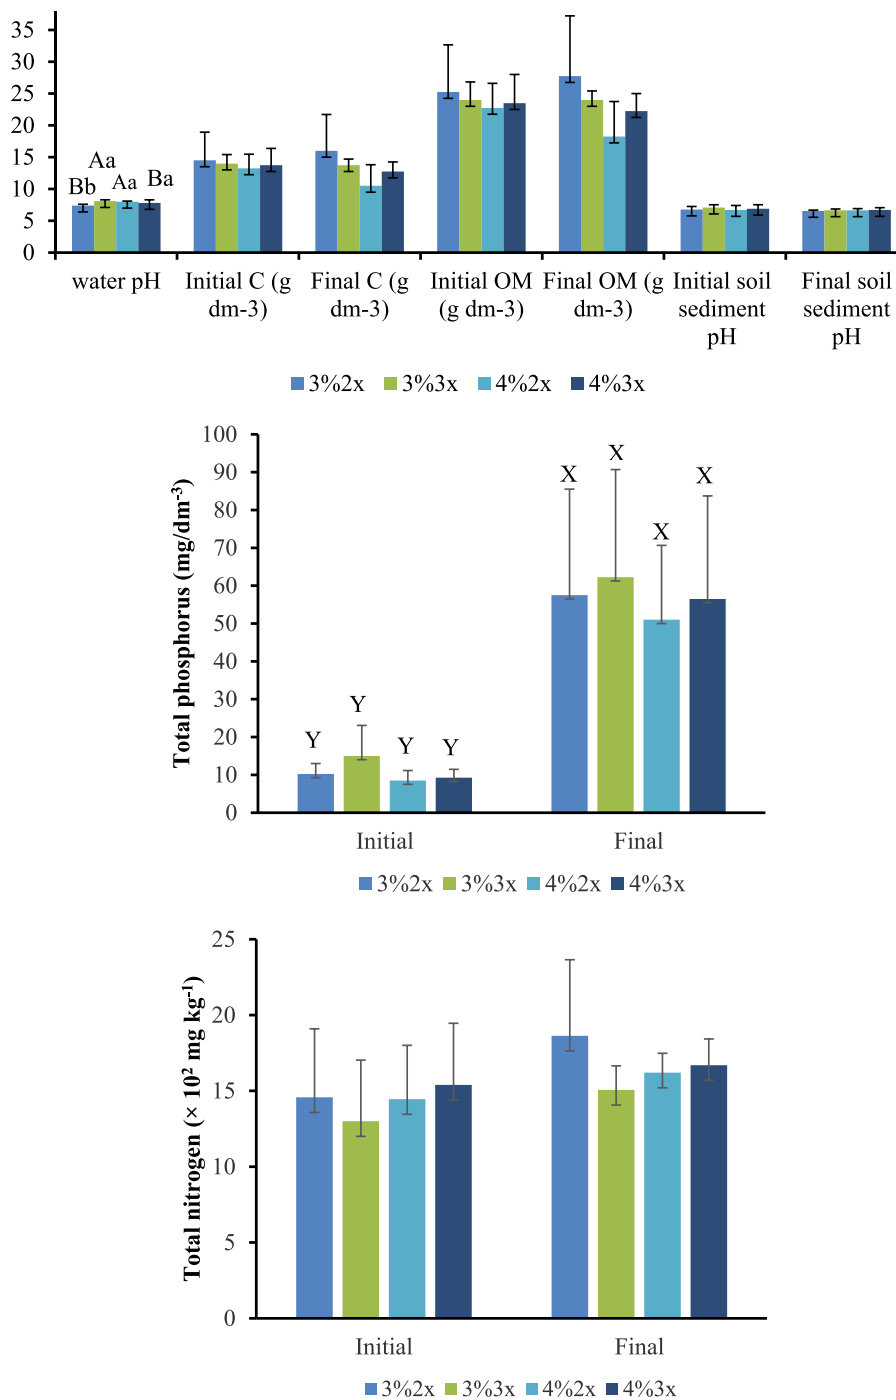 35
30
25
20
15
10
5
0
Bb
Aa
Aa
Ba
water pH
Initial C (g
dm-3)
Final C (g
dm-3)
Initial OM
(g dm-3)
Final OM (g
dm-3)
Initial soil
sediment
pH
Final soil
sediment
pH
3%2x 3%3x 4%2x 4%3x
Total phosphorus (mg/dm⁻³)
100
90
80
70
60
50
40
30
20
10
0
Y
Y
Y
Y
X
X
X
X
Initial
Final
3%2x 3%3x 4%2x 4%3x
Total nitrogen (× 10² mg kg⁻¹)
25
20
15
10
5
0
Initial
Final
3%2x 3%3x 4%2x 4%3x